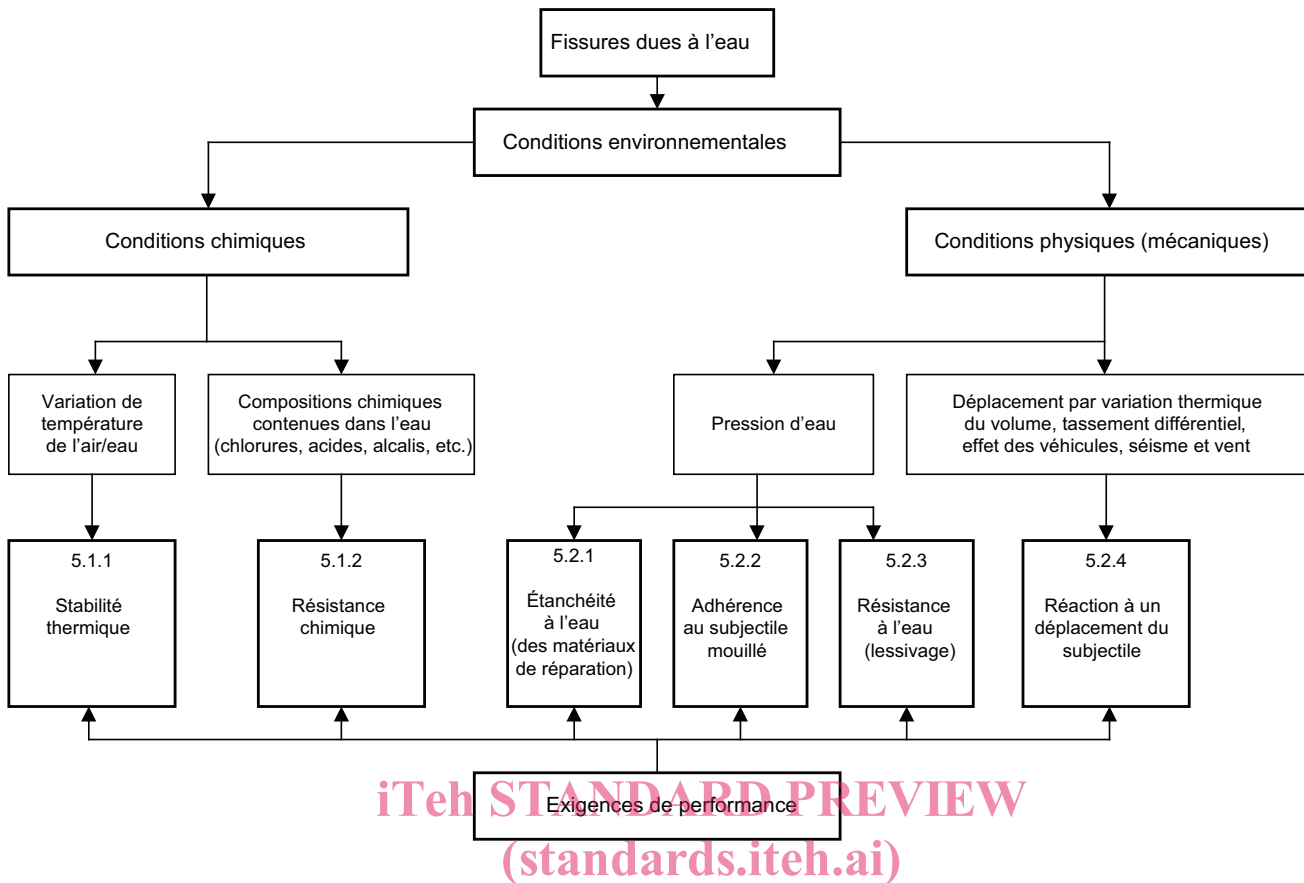 Fissures dues à l’eau
Conditions environnementales
Conditions chimiques
Conditions physiques (mécaniques)
Variation de
température
de l’air/eau
Compositions chimiques
contenues dans l’eau
(chlorures, acides, alcalis, etc.)
Pression d’eau
Déplacement par variation thermique
du volume, tassement différentiel,
effet des véhicules, séisme et vent
5.1.1
Stabilité
thermique
5.1.2
Résistance
chimique
5.2.1
Étanchéité
à l’eau
(des matériaux
de réparation)
5.2.2
Adhérence
au subjectile
mouillé
5.2.3
Résistance
à l’eau
(lessivage)
5.2.4
Réaction à un
déplacement du
subjectile
Exigences de performance
iTeh STANDARD PREVIEW
(standards.iteh.ai)